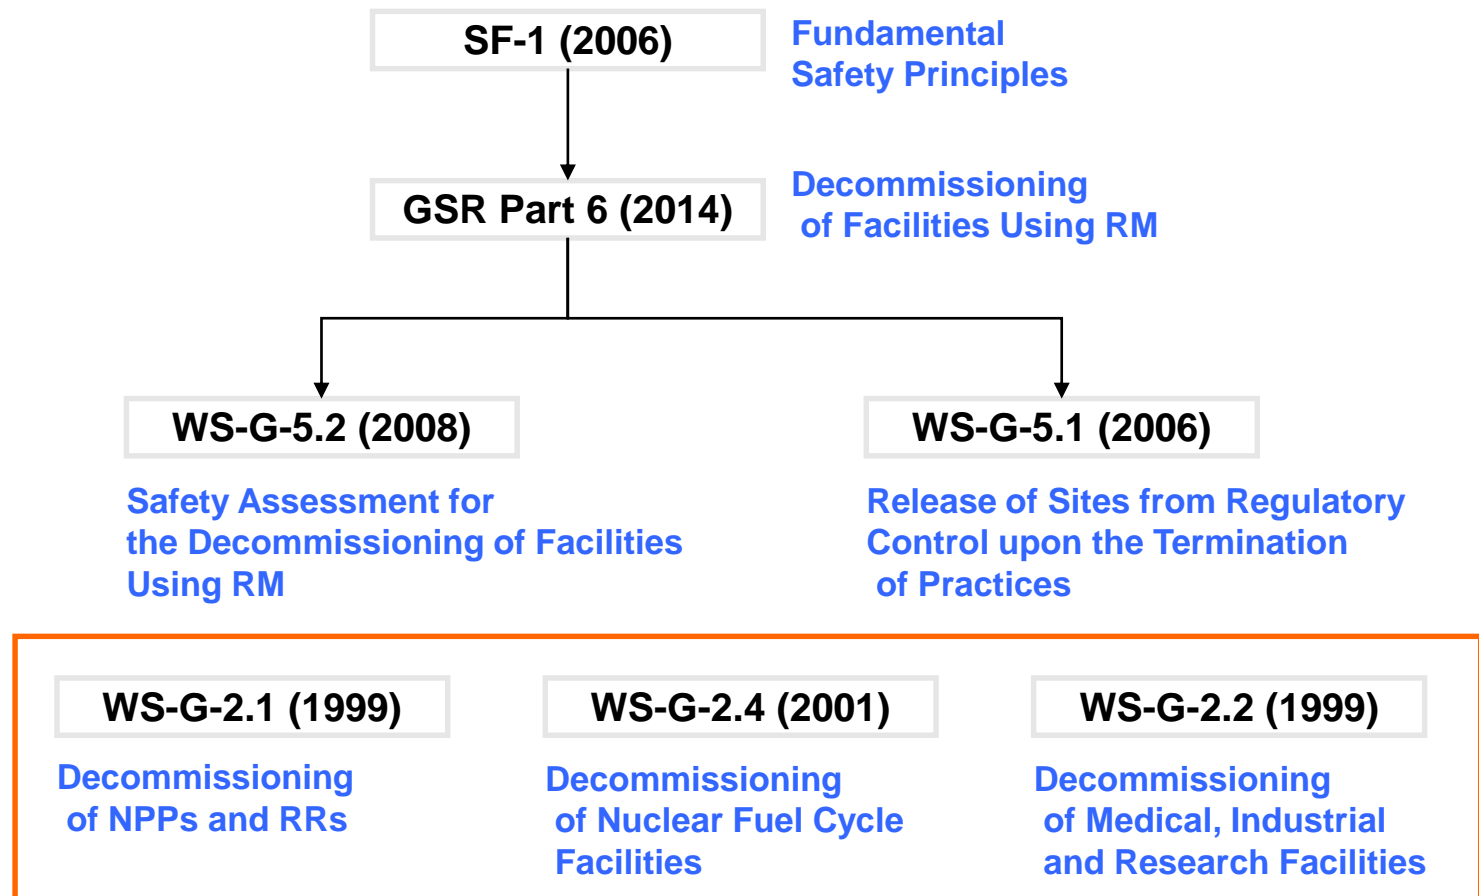 SF-1 (2006)
Fundamental
Safety Principles
GSR Part 6 (2014)
Decommissioning
of Facilities Using RM
WS-G-5.2 (2008)
Safety Assessment for
the Decommissioning of Facilities
Using RM
WS-G-5.1 (2006)
Release of Sites from Regulatory
Control upon the Termination
of Practices
WS-G-2.1 (1999)
Decommissioning
of NPPs and RRs
WS-G-2.4 (2001)
Decommissioning
of Nuclear Fuel Cycle
Facilities
WS-G-2.2 (1999)
Decommissioning
of Medical, Industrial
and Research Facilities